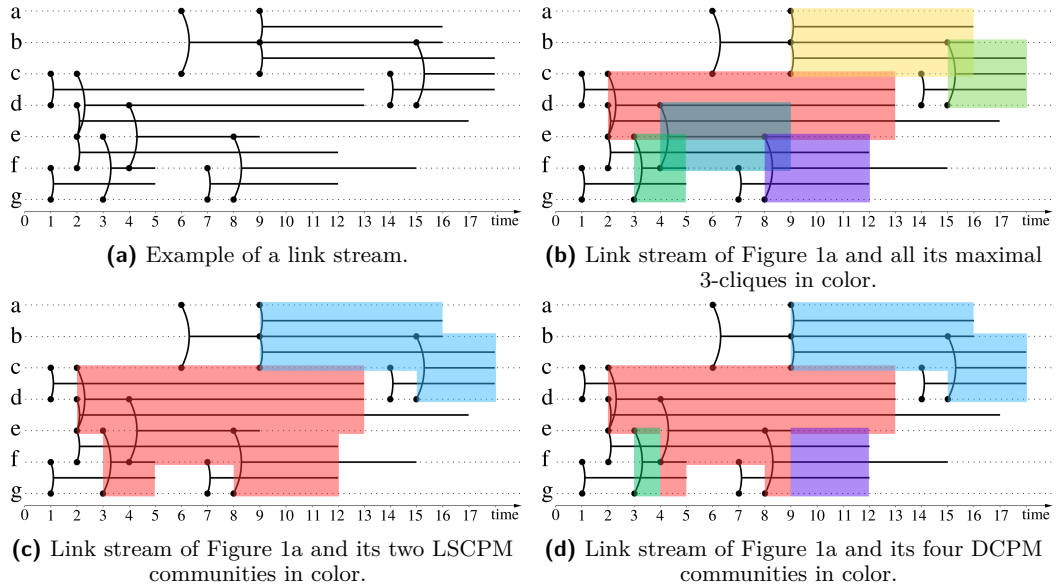 a
b
c
d
e
f
g
0 1 2 3 4 5 6 7 8 9 10 11 12 13 14 15 16 17 time
(a) Example of a link stream.
a
b
c
d
e
f
g
0 1 2 3 4 5 6 7 8 9 10 11 12 13 14 15 16 17 time
(b) Link stream of Figure 1a and all its maximal
3-cliques in color.
a
b
c
d
e
f
g
0 1 2 3 4 5 6 7 8 9 10 11 12 13 14 15 16 17 time
(c) Link stream of Figure 1a and its two LSCPM
communities in color.
a
b
c
d
e
f
g
0 1 2 3 4 5 6 7 8 9 10 11 12 13 14 15 16 17 time
(d) Link stream of Figure 1a and its four DCPM
communities in color.